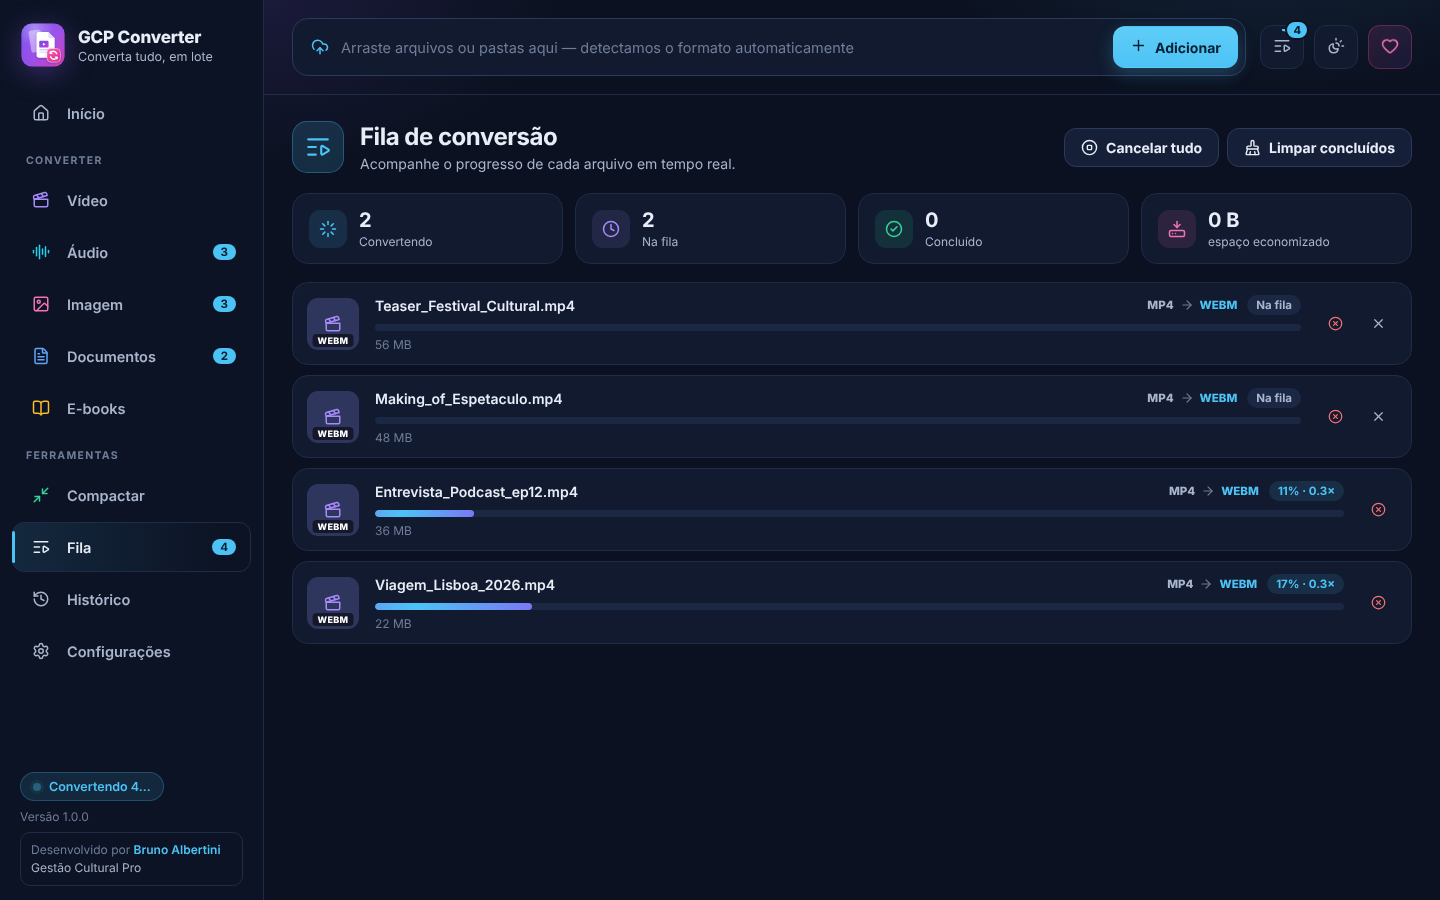 GCP Converter
Converta tudo, em lote
Início
CONVERTER
Vídeo
Áudio 3
Imagem 3
Documentos 2
E-books
FERRAMENTAS
Compactar
Fila 4
Histórico
Configurações
Convertendo 4...
Versão 1.0.0
Desenvolvido por Bruno Albertini
Gestão Cultural Pro
Arraste arquivos ou pastas aqui — detectamos o formato automaticamente
Adicionar
4
Fila de conversão
Acompanhe o progresso de cada arquivo em tempo real.
Cancelar tudo
Limpar concluídos
2
Convertendo
2
Na fila
0
Concluído
0 B
espaço economizado
Teaser_Festival_Cultural.mp4 MP4 → WEBM Na fila
WEBM
56 MB
Making_of_Espetaculo.mp4 MP4 → WEBM Na fila
WEBM
48 MB
Entrevista_Podcast_ep12.mp4 MP4 → WEBM 11% · 0.3×
WEBM
36 MB
Viagem_Lisboa_2026.mp4 MP4 → WEBM 17% · 0.3×
WEBM
22 MB